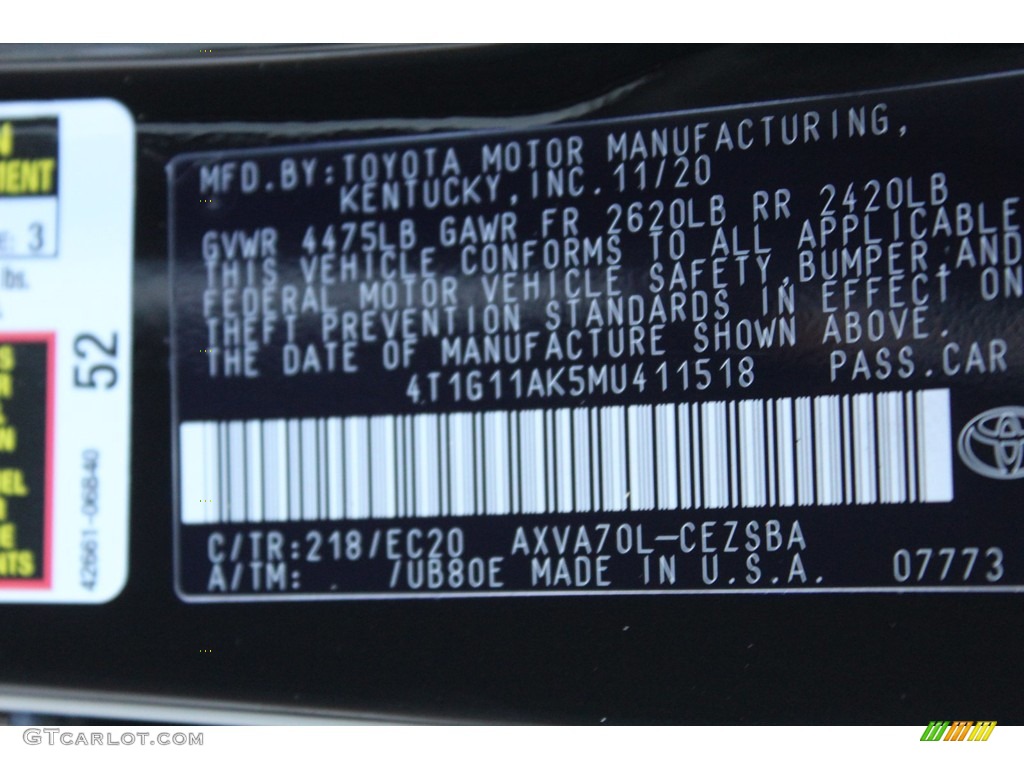 MFD.BY:TOYOTA MOTOR MANUFACTURING,
KENTUCKY,INC.11/20
GVWR 4475LB GAWR FR 2620LB RR 2420LB
THIS VEHICLE CONFORMS TO ALL APPLICABLE
FEDERAL MOTOR VEHICLE SAFETY,BUMPER AND
THEFT PREVENTION STANDARDS IN EFFECT ON
THE DATE OF MANUFACTURE SHOWN ABOVE.
4T1G11AK5MU411518 PASS.CAR
C/TR:218/EC20 AXVA70L-CEZSBA
A/TM: /UB80E MADE IN U.S.A. 07773
3
lbs.
52
42661-06840
GTCARLOT.COM